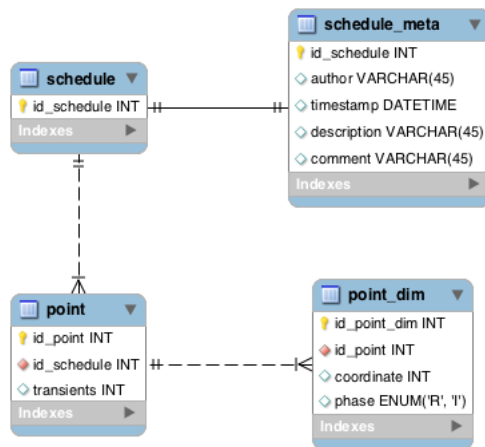 schedule
id_schedule INT
Indexes
schedule_meta
id_schedule INT
author VARCHAR(45)
timestamp DATETIME
description VARCHAR(45)
comment VARCHAR(45)
Indexes
point
id_point INT
id_schedule INT
transients INT
Indexes
point_dim
id_point_dim INT
id_point INT
coordinate INT
phase ENUM('R', 'I')
Indexes